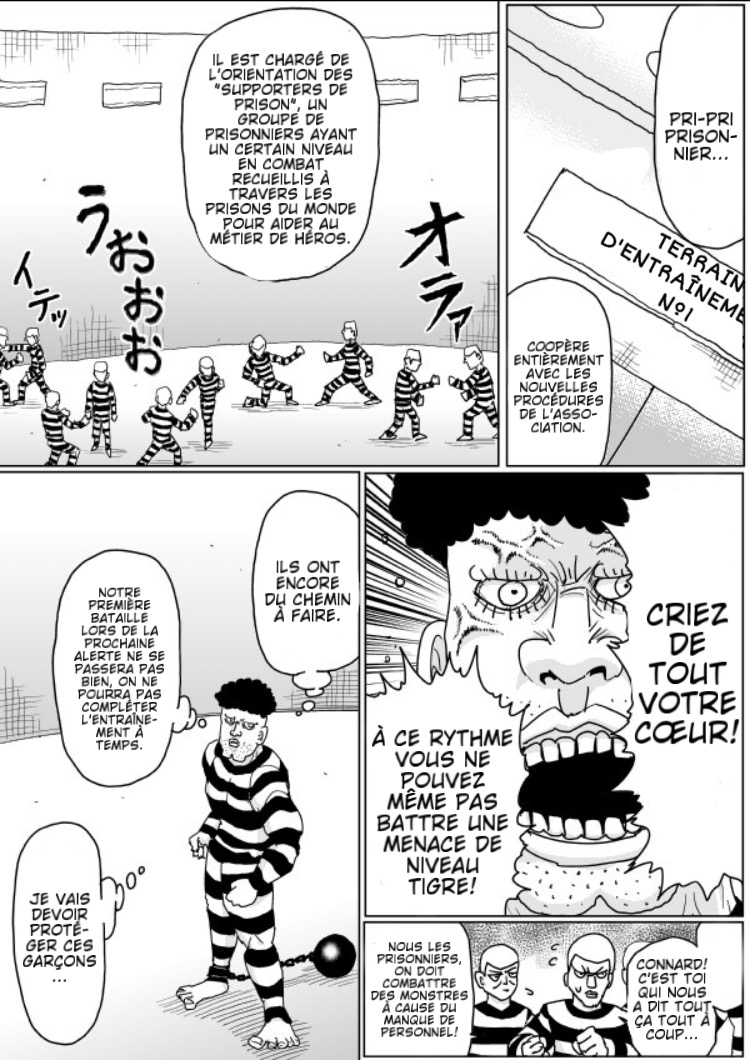 PRI-PRI
PRISON-
NIER...
TERRAIN
D'ENTRAÎNEME
N°1
COOPÈRE
ENTIÈREMENT
AVEC LES
NOUVELLES
PROCÉDURES
DE L'ASSO-
CIATION.
IL EST CHARGÉ DE
L'ORIENTATION DES
"SUPPORTERS DE
PRISON", UN
GROUPE DE
PRISONNIERS AYANT
UN CERTAIN NIVEAU
EN COMBAT
RECUEILLIS À
TRAVERS LES
PRISONS DU MONDE
POUR AIDER AU
MÉTIER DE HÉROS.
オラァ
うおおお
イテッ
CRIEZ
DE
TOUT
VOTRE
CŒUR!
À CE RYTHME
VOUS NE
POUVEZ
MÊME PAS
BATTRE UNE
MENACE DE
NIVEAU
TIGRE!
ILS ONT
ENCORE
DU CHEMIN
À FAIRE.
NOTRE
PREMIÈRE
BATAILLE
LORS DE LA
PROCHAINE
ALERTE NE SE
PASSERA PAS
BIEN, ON NE
POURRA PAS
COMPLÉTER
L'ENTRAÎNE-
MENT À
TEMPS.
JE VAIS
DEVOIR
PROTÉ-
GER CES
GARÇONS
...
CONNARD!
C'EST TOI
QUI NOUS
A DIT TOUT
ÇA TOUT À
COUP...
NOUS LES
PRISONNIERS,
ON DOIT
COMBATTRE
DES MONSTRES
À CAUSE DU
MANQUE DE
PERSONNEL!